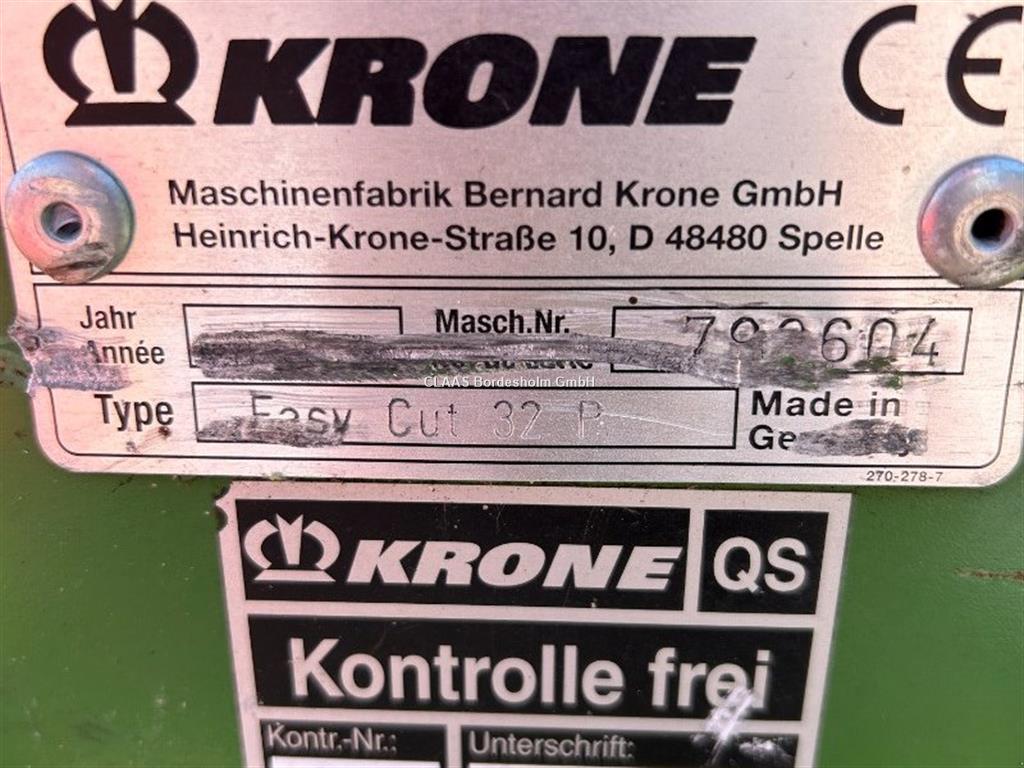 KRONE CE
Maschinenfabrik Bernard Krone GmbH
Heinrich-Krone-Straße 10, D 48480 Spelle
Jahr
Année
Masch.Nr.
CLAAS Bordesholm GmbH
Type
Easy Cut 32 P
Made in
270-278-7
KRONE QS
Kontrolle frei
Kontr.-Nr.: Unterschrift: